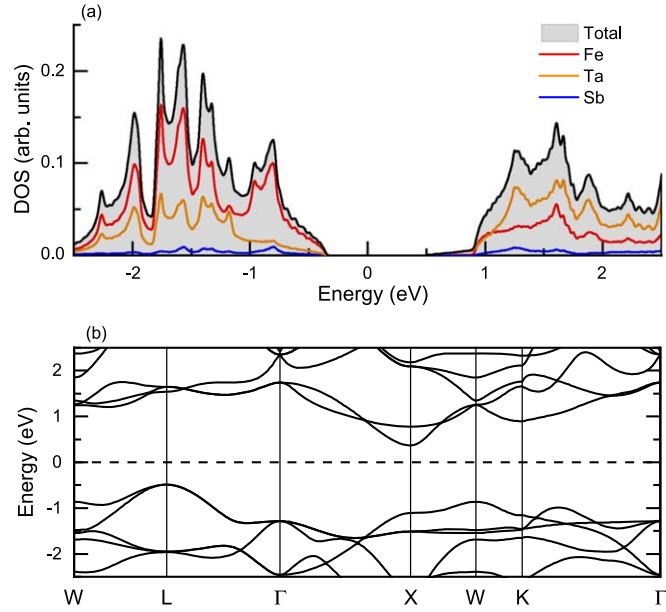 (a)
Total
Fe
Ta
Sb
DOS (arb. units)
0.2
0.1
0.0
-2 -1 0 1 2
Energy (eV)
(b)
Energy (eV)
2
1
0
-1
-2
W L Γ X W K Γ